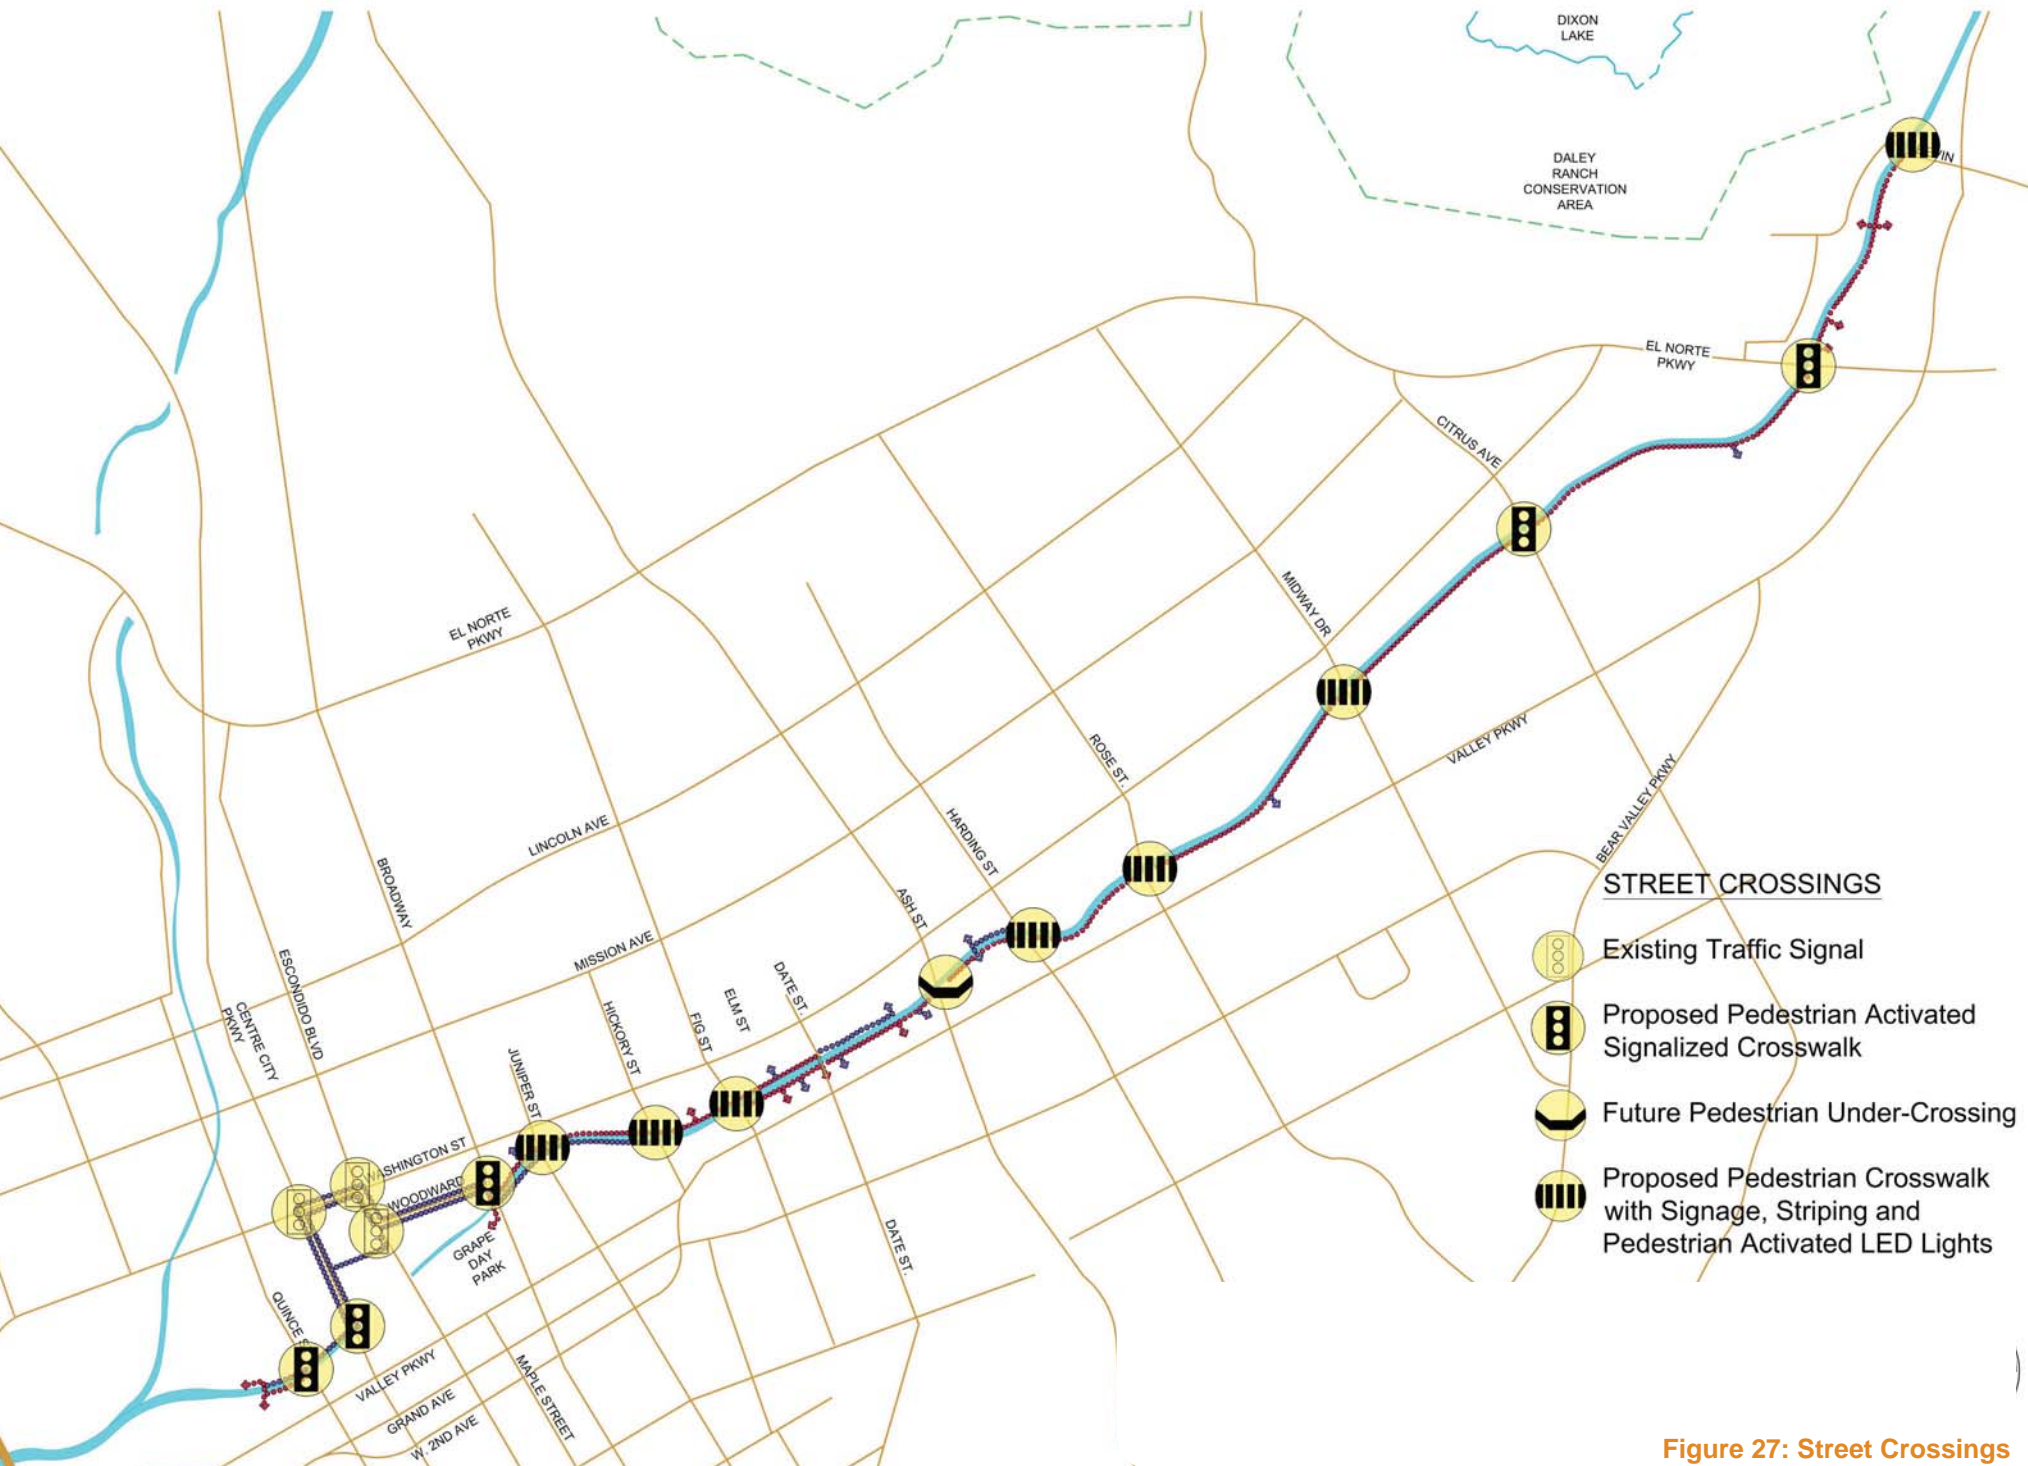 DIXON
LAKE
DALEY
RANCH
CONSERVATION
AREA
EL NORTE
PKWY
CITRUS AVE
MIDWAY DR
EL NORTE
PKWY
ROSE ST.
VALLEY PKWY
BEAR VALLEY PKWY
LINCOLN AVE
HARDING ST
BROADWAY
ASH ST
MISSION AVE
ESCONDIDO BLVD
CENTRE CITY
PKWY
DATE ST.
ELM ST
FIG ST
HICKORY ST
JUNIPER ST
WASHINGTON ST
WOODWARD
GRAPE
DAY
PARK
DATE ST.
QUINCE S
VALLEY PKWY
GRAND AVE
W. 2ND AVE
MAPLE STREET
STREET CROSSINGS
Existing Traffic Signal
Proposed Pedestrian Activated
Signalized Crosswalk
Future Pedestrian Under-Crossing
Proposed Pedestrian Crosswalk
with Signage, Striping and
Pedestrian Activated LED Lights
Figure 27: Street Crossings